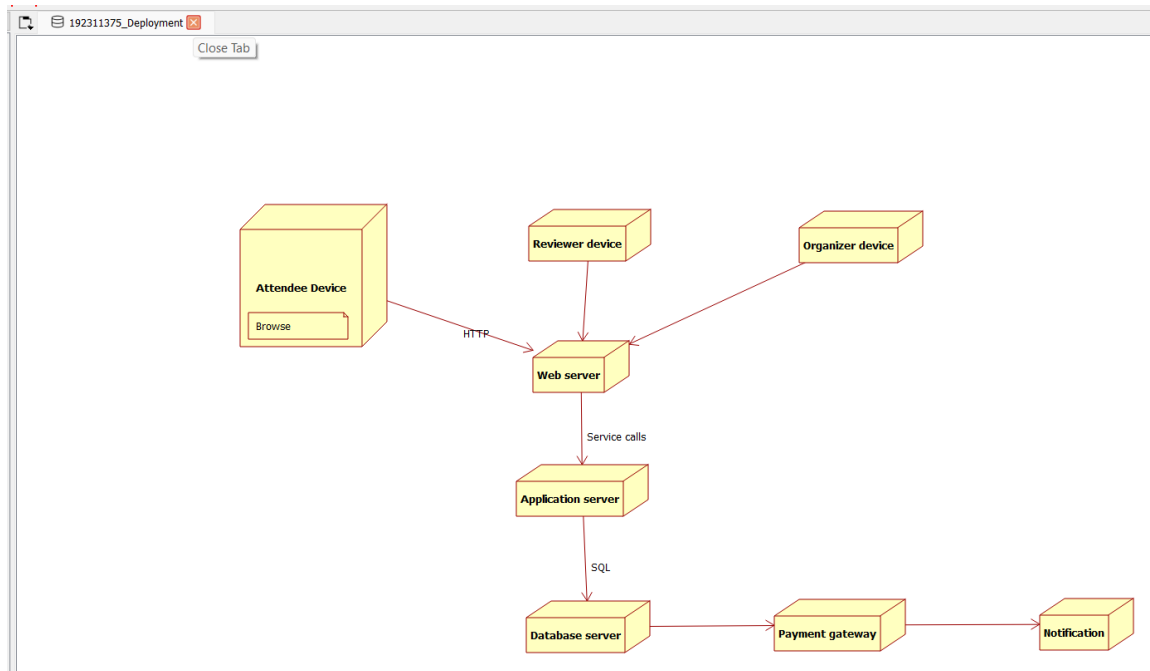 192311375_Deployment
Close Tab
Attendee Device
Browse
Reviewer device
Organizer device
HTTP
Web server
Service calls
Application server
SQL
Database server
Payment gateway
Notification